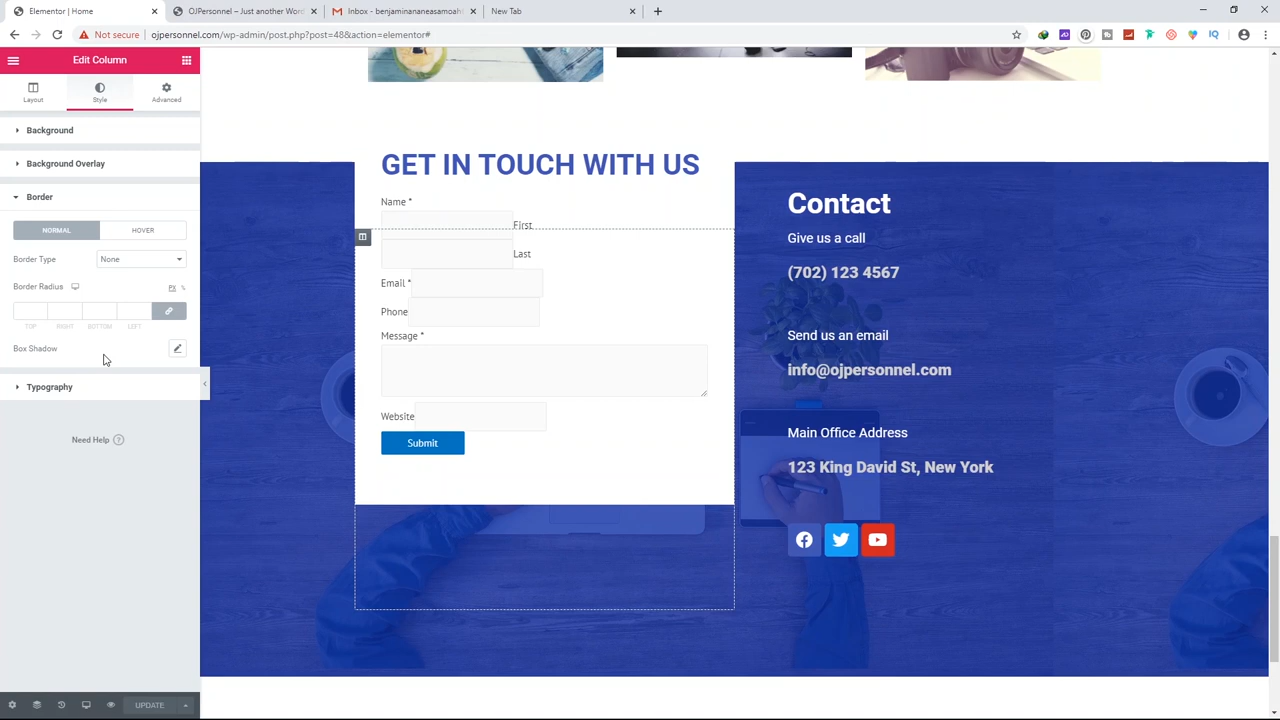 Elementor | Home
OJPersonnel – Just another Word
Inbox - benjaminananeasamoah
New Tab
Not secure
ojpersonnel.com/wp-admin/post.php?post=48&action=elementor#
Edit Column
Layout
Style
Advanced
Background
Background Overlay
Border
NORMAL
HOVER
Border Type
None
Border Radius
PX
%
TOP
RIGHT
BOTTOM
LEFT
Box Shadow
Typography
Need Help
UPDATE
GET IN TOUCH WITH US
Name *
First
Last
Email *
Phone
Message *
Website
Submit
Contact
Give us a call
(702) 123 4567
Send us an email
info@ojpersonnel.com
Main Office Address
123 King David St, New York